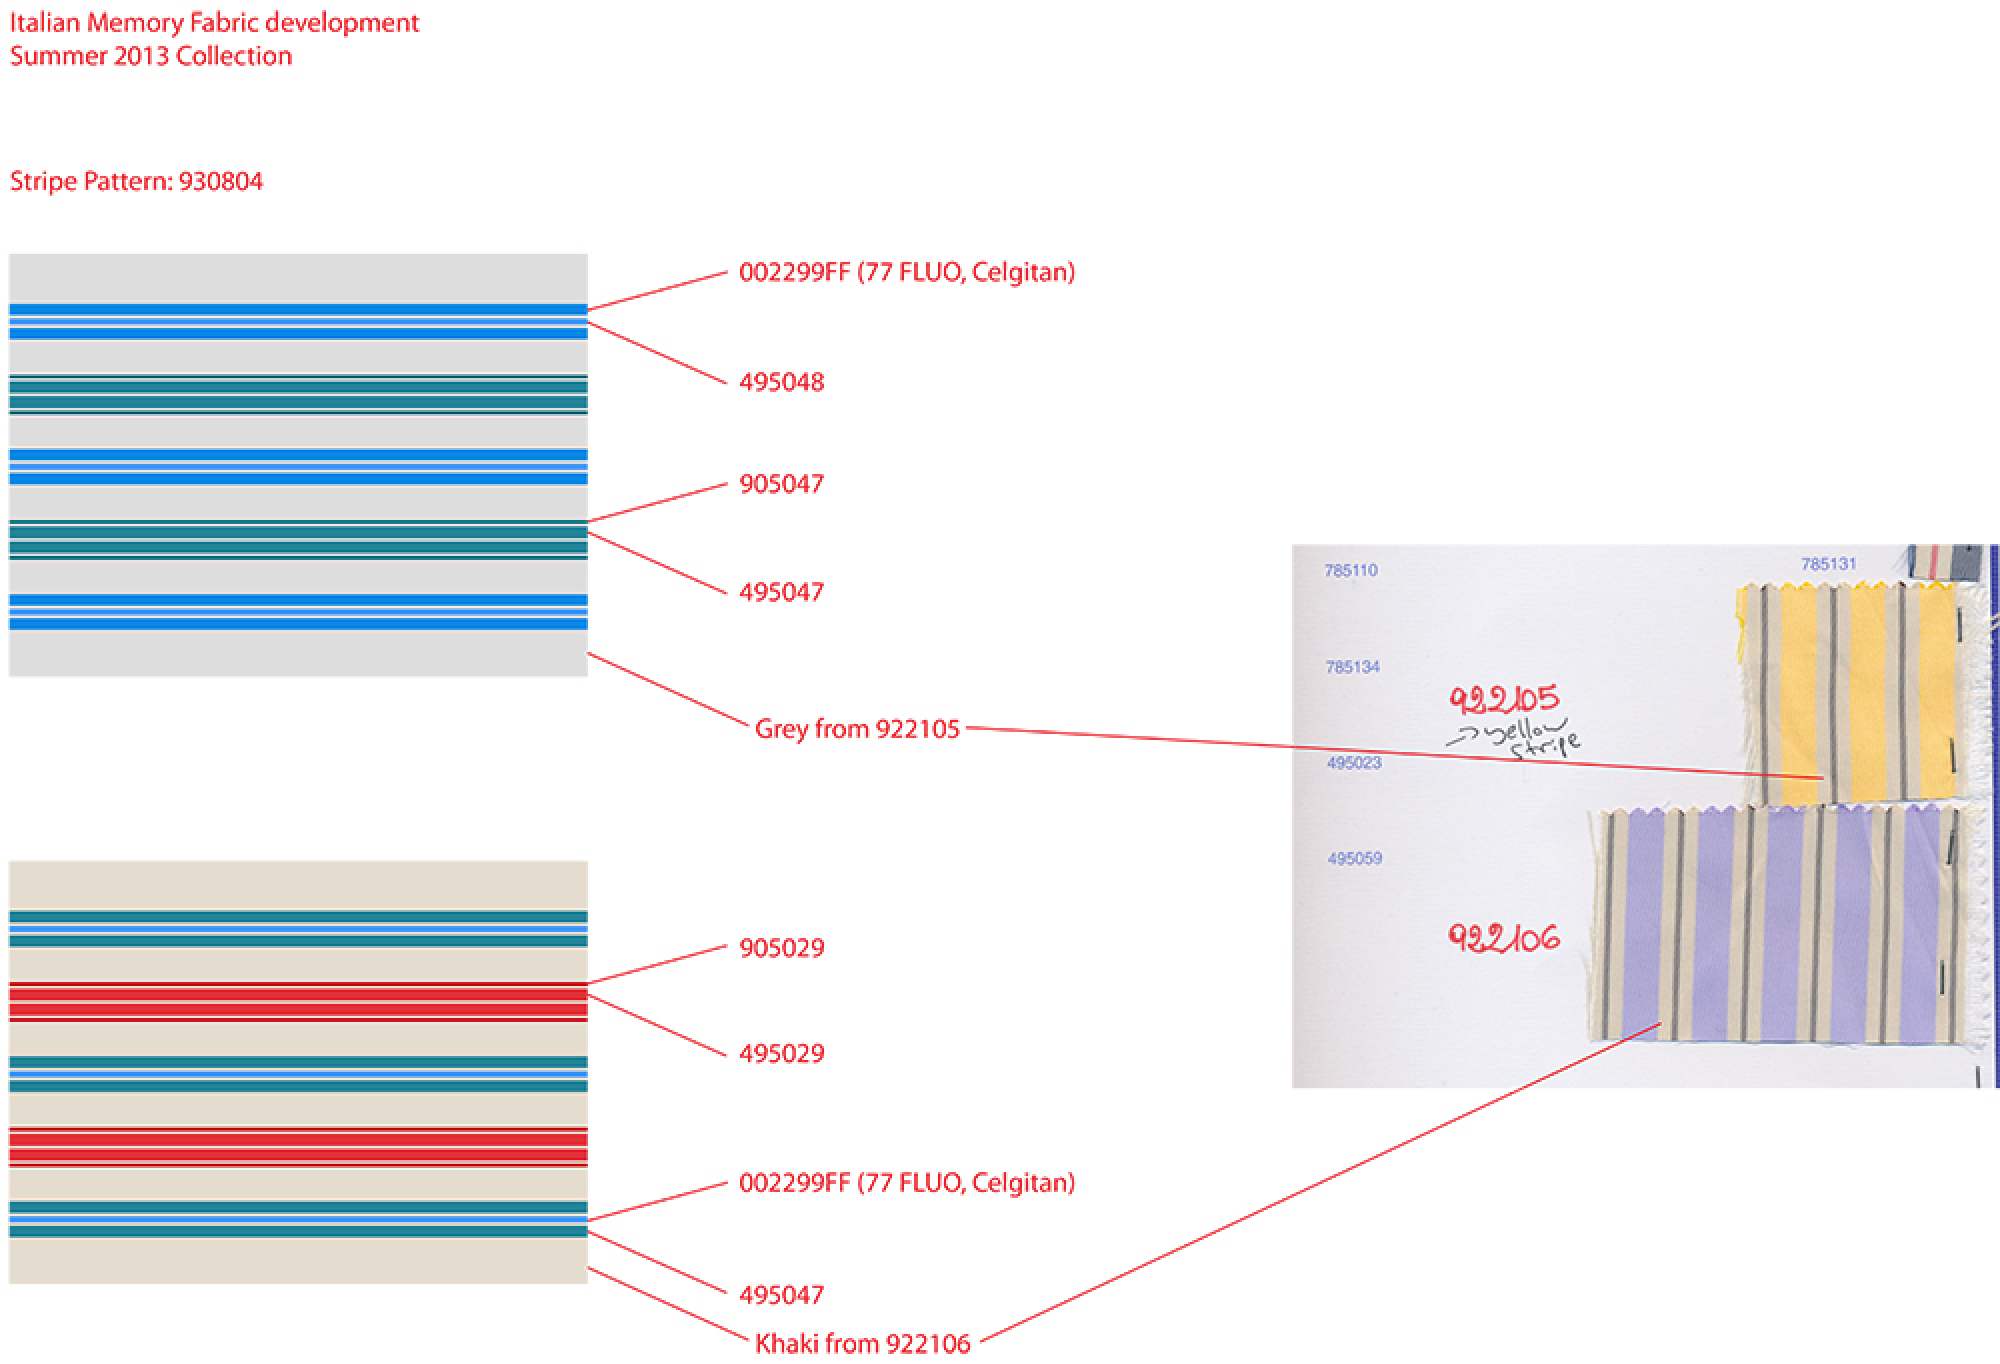 Italian Memory Fabric development
Summer 2013 Collection
Stripe Pattern: 930804
002299FF (77 FLUO, Celgitan)
495048
905047
495047
Grey from 922105
905029
495029
002299FF (77 FLUO, Celgitan)
495047
Khaki from 922106
785110
785131
785134
922105
→ yellow
stripe
495023
495059
922106